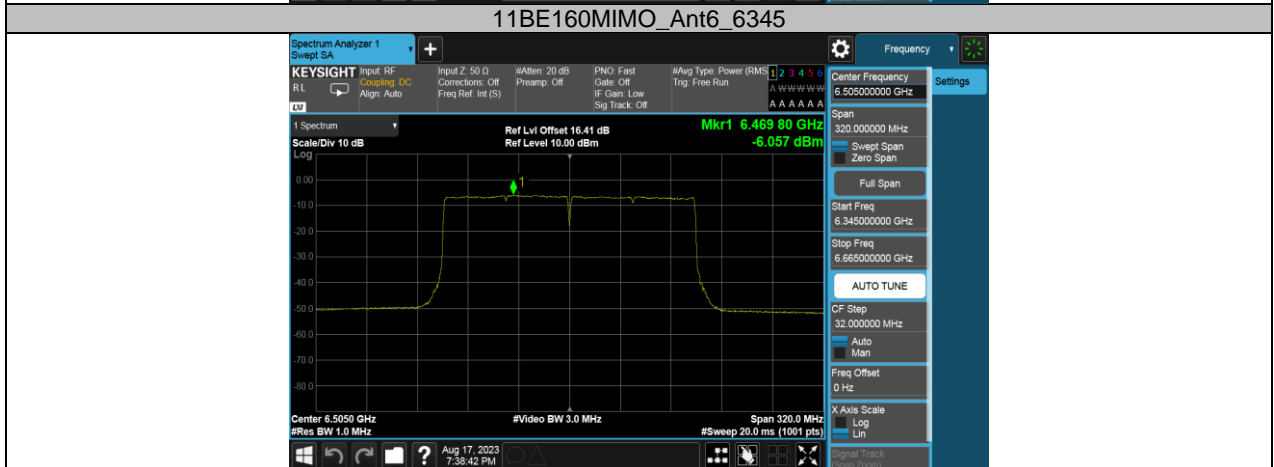 11BE160MIMO_Ant6_6345
Spectrum Analyzer 1
Swept SA
Frequency
KEYSIGHT
RL
LXI
Input: RF
Coupling: DC
Align: Auto
Input Z: 50 Ω
Corrections: Off
Freq Ref: Int (S)
#Atten: 20 dB
Preamp: Off
PNO: Fast
Gate: Off
IF Gain: Low
Sig Track: Off
#Avg Type: Power (RMS
Trig: Free Run
1 2 3 4 5 6
A W W W W W
A A A A A A
1 Spectrum
Scale/Div 10 dB
Ref Lvl Offset 16.41 dB
Ref Level 10.00 dBm
Mkr1 6.469 80 GHz
-6.057 dBm
Log
1
0.00
-10.0
-20.0
-30.0
-40.0
-50.0
-60.0
-70.0
-80.0
Center 6.5050 GHz
#Res BW 1.0 MHz
#Video BW 3.0 MHz
Span 320.0 MHz
#Sweep 20.0 ms (1001 pts)
Center Frequency
6.505000000 GHz
Settings
Span
320.000000 MHz
Swept Span
Zero Span
Full Span
Start Freq
6.345000000 GHz
Stop Freq
6.665000000 GHz
AUTO TUNE
CF Step
32.000000 MHz
Auto
Man
Freq Offset
0 Hz
X Axis Scale
Log
Lin
Signal Track
(Span Zoom)
?
Aug 17, 2023
7:38:42 PM